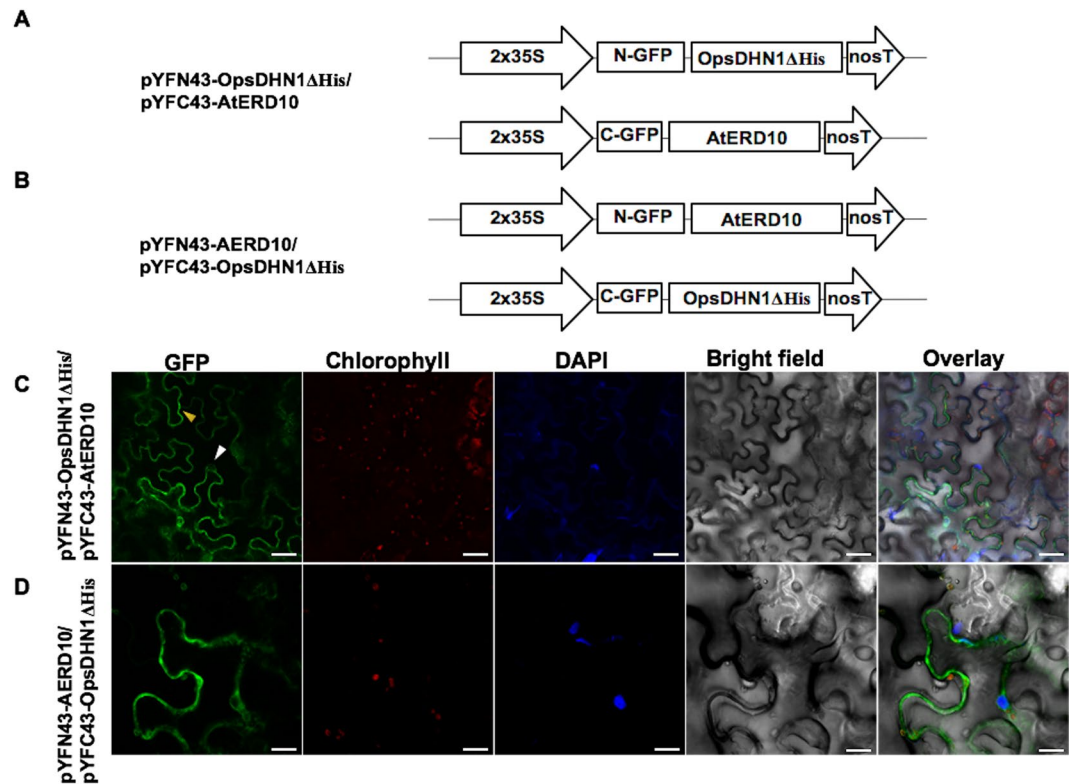 A
pYFN43-OpsDHN1ΔHis/
pYFC43-AtERD10
2x35S N-GFP OpsDHN1ΔHis nosT
2x35S C-GFP AtERD10 nosT
B
pYFN43-AERD10/
pYFC43-OpsDHN1ΔHis
2x35S N-GFP AtERD10 nosT
2x35S C-GFP OpsDHN1ΔHis nosT
GFP Chlorophyll DAPI Bright field Overlay
C
pYFN43-OpsDHN1ΔHis/
pYFC43-AtERD10
D
pYFN43-AERD10/
pYFC43-OpsDHN1ΔHis